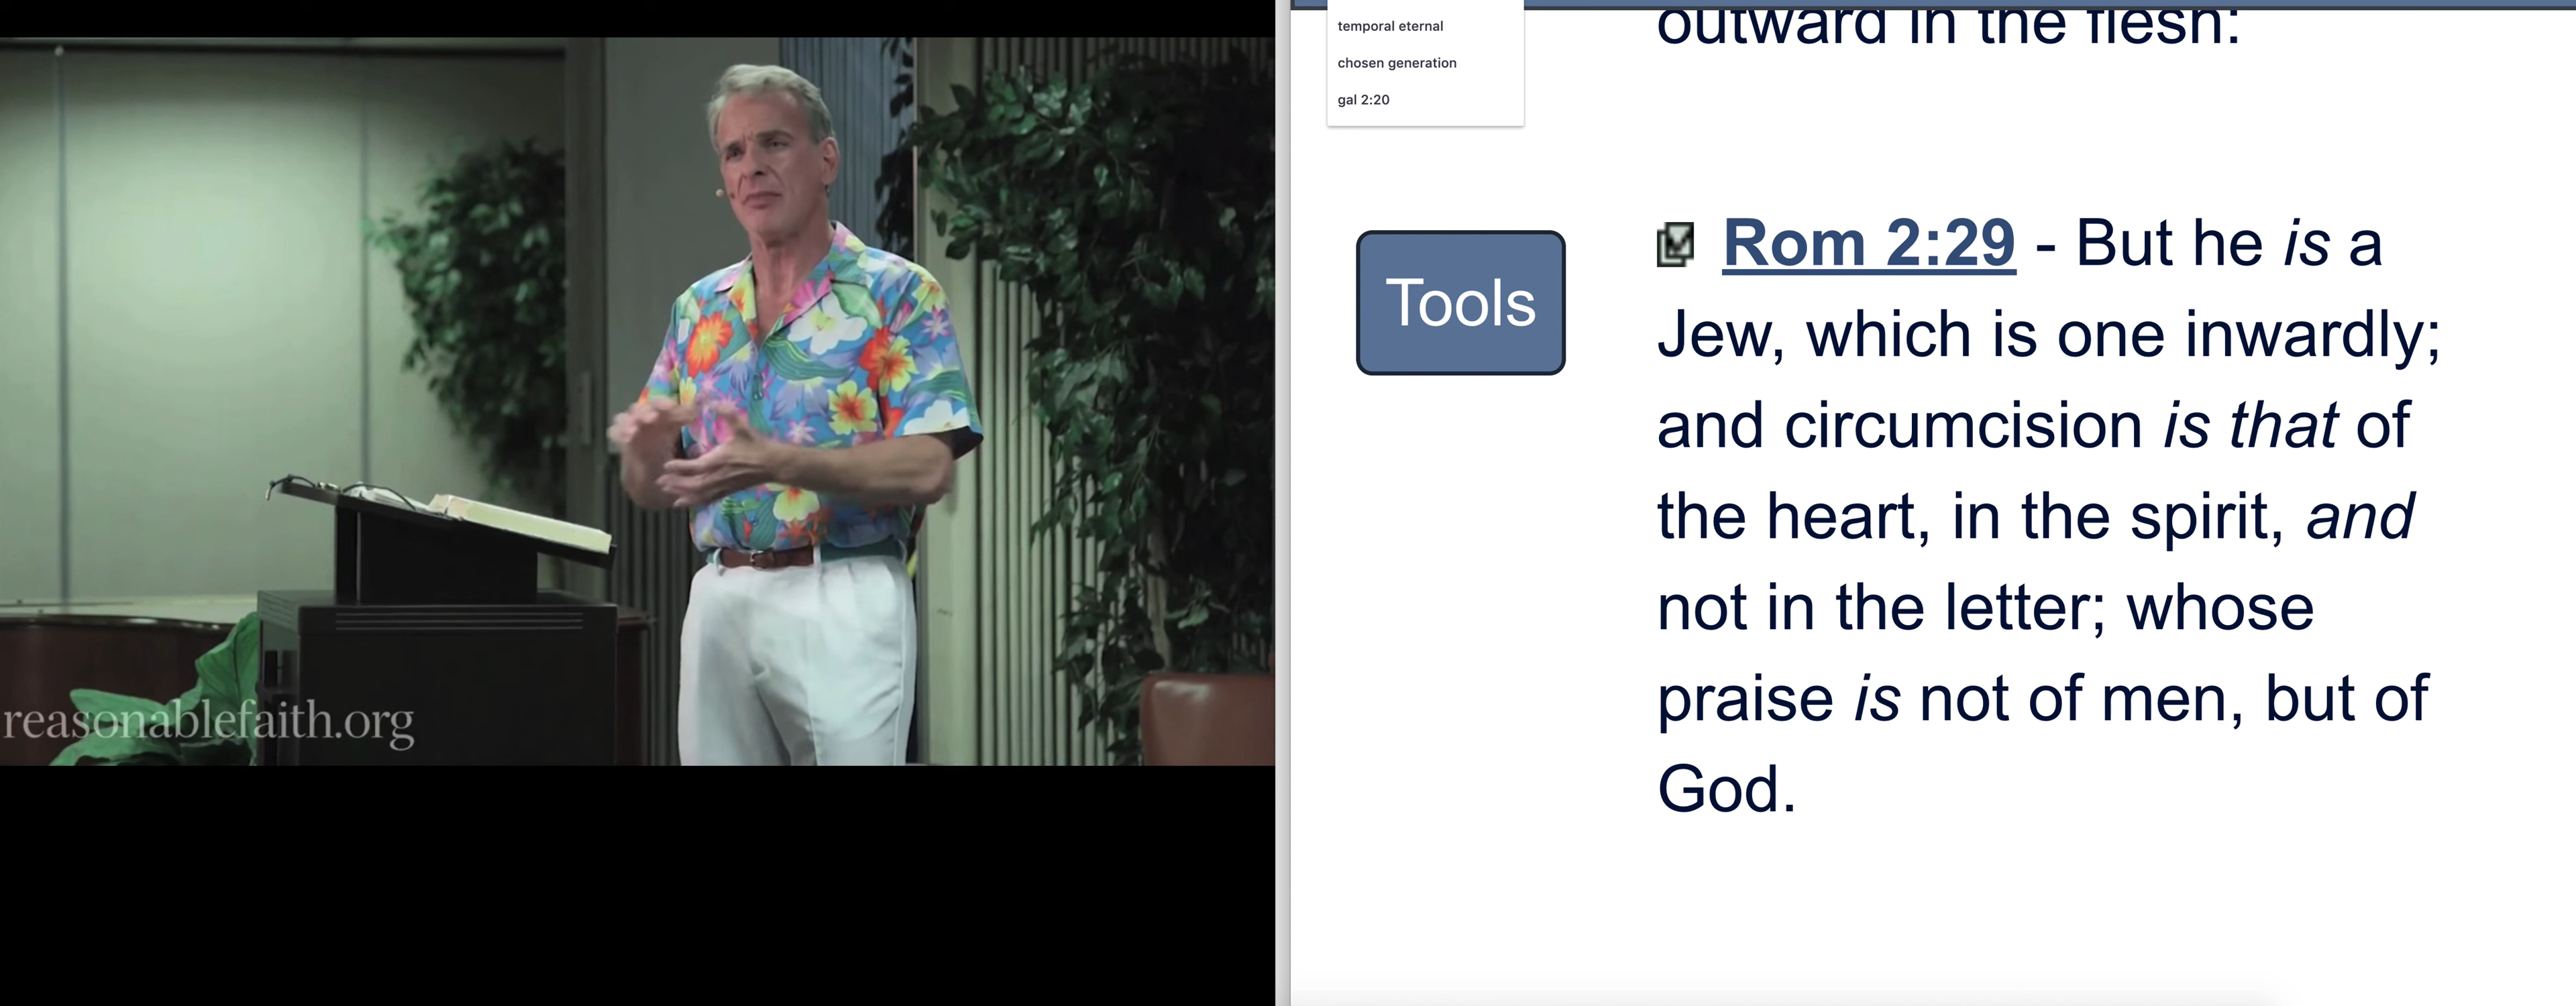 reasonablefaith.org
temporal eternal
chosen generation
gal 2:20
outward in the flesh:
Tools
Rom 2:29 - But he is a
Jew, which is one inwardly;
and circumcision is that of
the heart, in the spirit, and
not in the letter; whose
praise is not of men, but of
God.